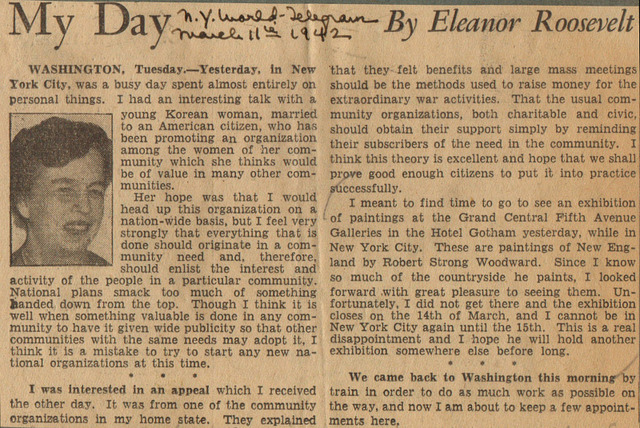 My Day
N.Y. World-Telegram
March 11th 1942
By Eleanor Roosevelt
WASHINGTON, Tuesday.—Yesterday, in New
York City, was a busy day spent almost entirely on
personal things. I had an interesting talk with a
young Korean woman, married
to an American citizen, who has
been promoting an organization
among the women of her com-
munity which she thinks would
be of value in many other com-
munities.
Her hope was that I would
head up this organization on a
nation-wide basis, but I feel very
strongly that everything that is
done should originate in a com-
munity need and, therefore,
should enlist the interest and
activity of the people in a particular community.
National plans smack too much of something
handed down from the top. Though I think it is
well when something valuable is done in any com-
munity to have it given wide publicity so that other
communities with the same needs may adopt it, I
think it is a mistake to try to start any new na-
tional organizations at this time.
* * *
I was interested in an appeal which I received
the other day. It was from one of the community
organizations in my home state. They explained
that they felt benefits and large mass meetings
should be the methods used to raise money for the
extraordinary war activities. That the usual com-
munity organizations, both charitable and civic,
should obtain their support simply by reminding
their subscribers of the need in the community. I
think this theory is excellent and hope that we shall
prove good enough citizens to put it into practice
successfully.
I meant to find time to go to see an exhibition
of paintings at the Grand Central Fifth Avenue
Galleries in the Hotel Gotham yesterday, while in
New York City. These are paintings of New Eng-
land by Robert Strong Woodward. Since I know
so much of the countryside he paints, I looked
forward with great pleasure to seeing them. Un-
fortunately, I did not get there and the exhibition
closes on the 14th of March, and I cannot be in
New York City again until the 15th. This is a real
disappointment and I hope he will hold another
exhibition somewhere else before long.
* * *
We came back to Washington this morning by
train in order to do as much work as possible on
the way, and now I am about to keep a few appoint-
ments here.